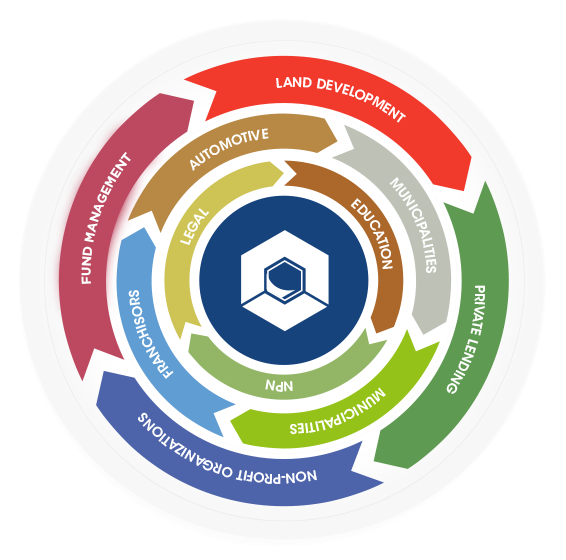 LAND DEVELOPMENT
PRIVATE LENDING
NON-PROFIT ORGANIZATIONS
FUND MANAGEMENT
AUTOMOTIVE
MUNICIPALITIES
MUNICIPALITIES
FRANCHISORS
LEGAL
EDUCATION
NPN